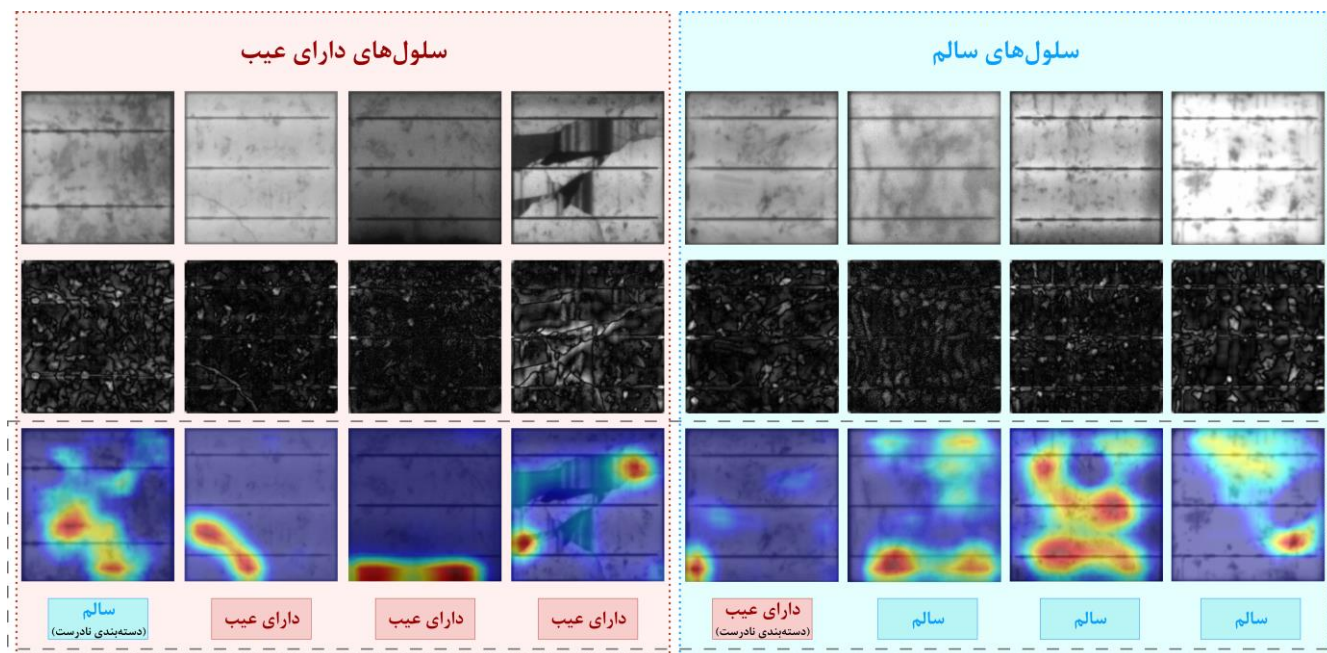 سلول‌های سالم
سلول‌های دارای عیب
سالم
سالم
سالم
دارای عیب
(دسته‌بندی نادرست)
دارای عیب
دارای عیب
دارای عیب
سالم
(دسته‌بندی نادرست)